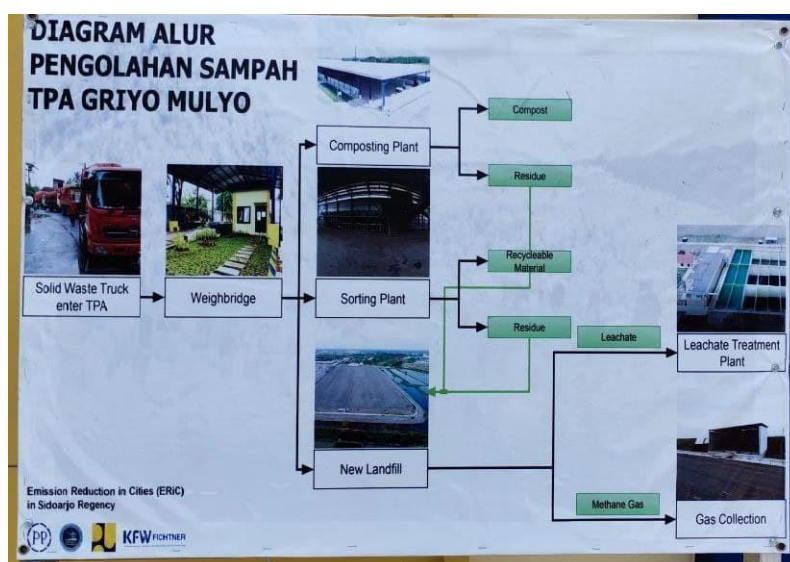 DIAGRAM ALUR
PENGOLAHAN SAMPAH
TPA GRIYO MULYO
Compost
Composting Plant
Residue
Recycleable
Material
Solid Waste Truck
enter TPA
Weighbridge
Sorting Plant
Residue
Leachate
Leachate Treatment
Plant
New Landfill
Methane Gas
Gas Collection
Emission Reduction in Cities (ERiC)
in Sidoarjo Regency
PP
KFW FICHTNER